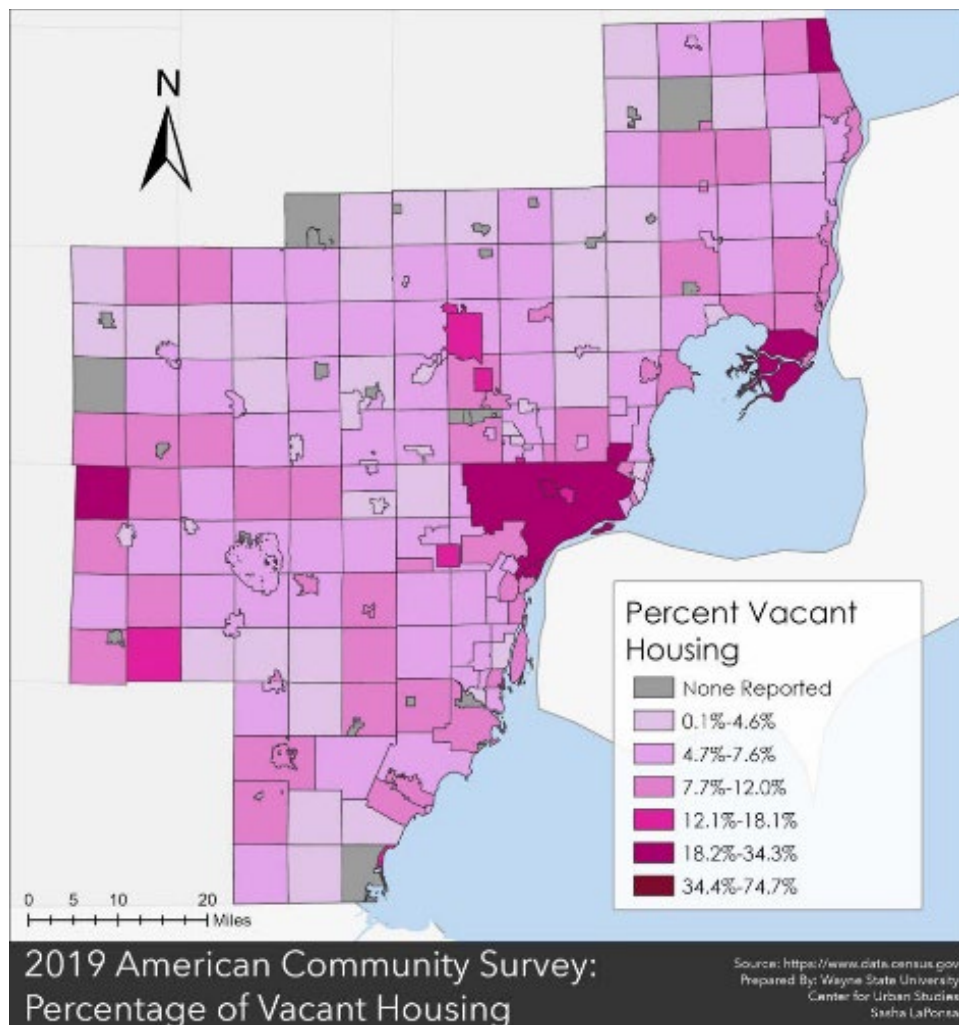 N
Percent Vacant
Housing
None Reported
0.1%-4.6%
4.7%-7.6%
7.7%-12.0%
12.1%-18.1%
18.2%-34.3%
34.4%-74.7%
0 5 10 20
Miles
2019 American Community Survey:
Percentage of Vacant Housing
Source: https://www.data.census.gov
Prepared By: Wayne State University
Center for Urban Studies
Sasha LaPonsa